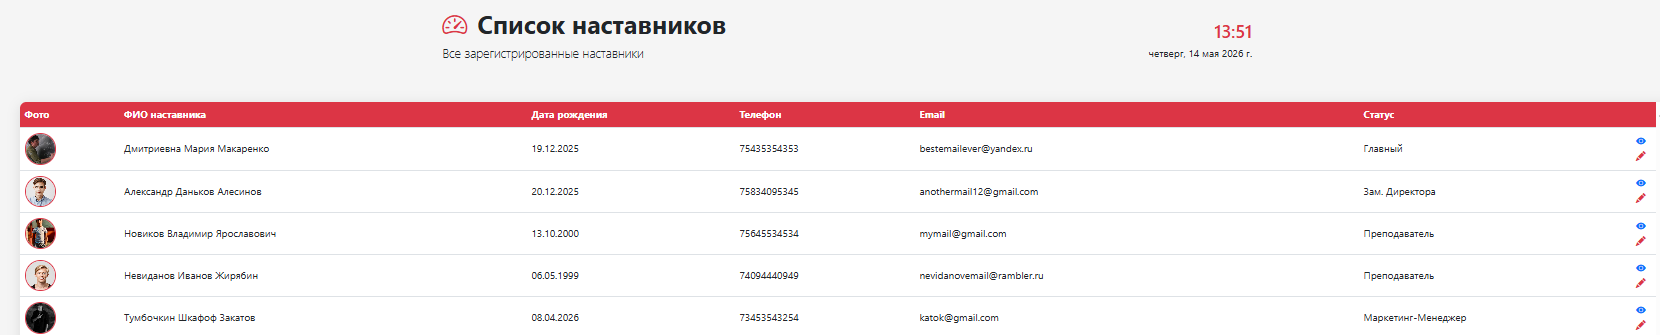 Список наставников
Все зарегистрированные наставники
13:51
четверг, 14 мая 2026 г.
Фото ФИО наставника Дата рождения Телефон Email Статус
Дмитриевна Мария Макаренко 19.12.2025 75435354353 bestemailever@yandex.ru Главный
Александр Даньков Алесинов 20.12.2025 75834095345 anothermail12@gmail.com Зам. Директора
Новиков Владимир Ярославович 13.10.2000 75645534534 mymail@gmail.com Преподаватель
Невиданов Иванов Жирябин 06.05.1999 74094440949 nevidanovemail@rambler.ru Преподаватель
Тумбочкин Шкафоф Закатов 08.04.2026 73453543254 katok@gmail.com Маркетинг-Менеджер